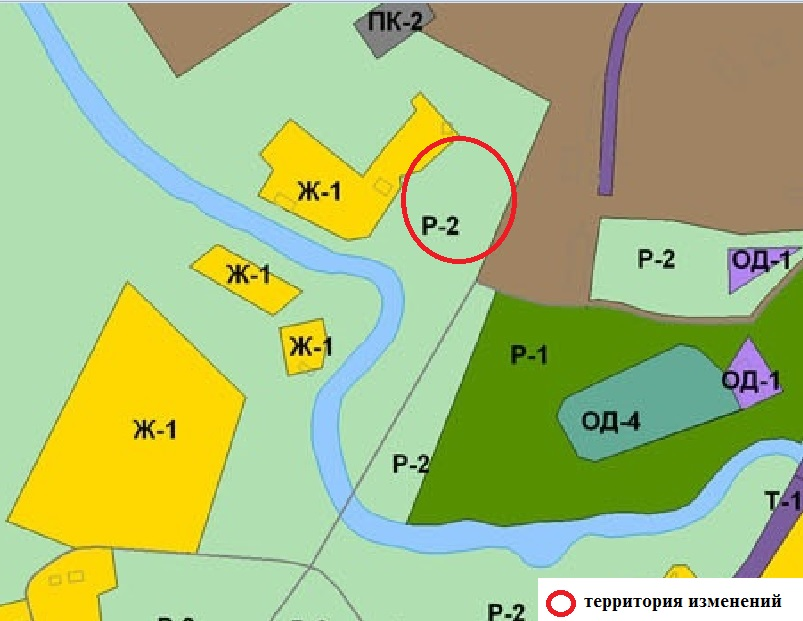 ПК-2
Ж-1
Р-2
Р-2
ОД-1
Ж-1
Ж-1
Р-1
ОД-1
Ж-1
ОД-4
Р-2
Т-1
Р-2
территория изменений